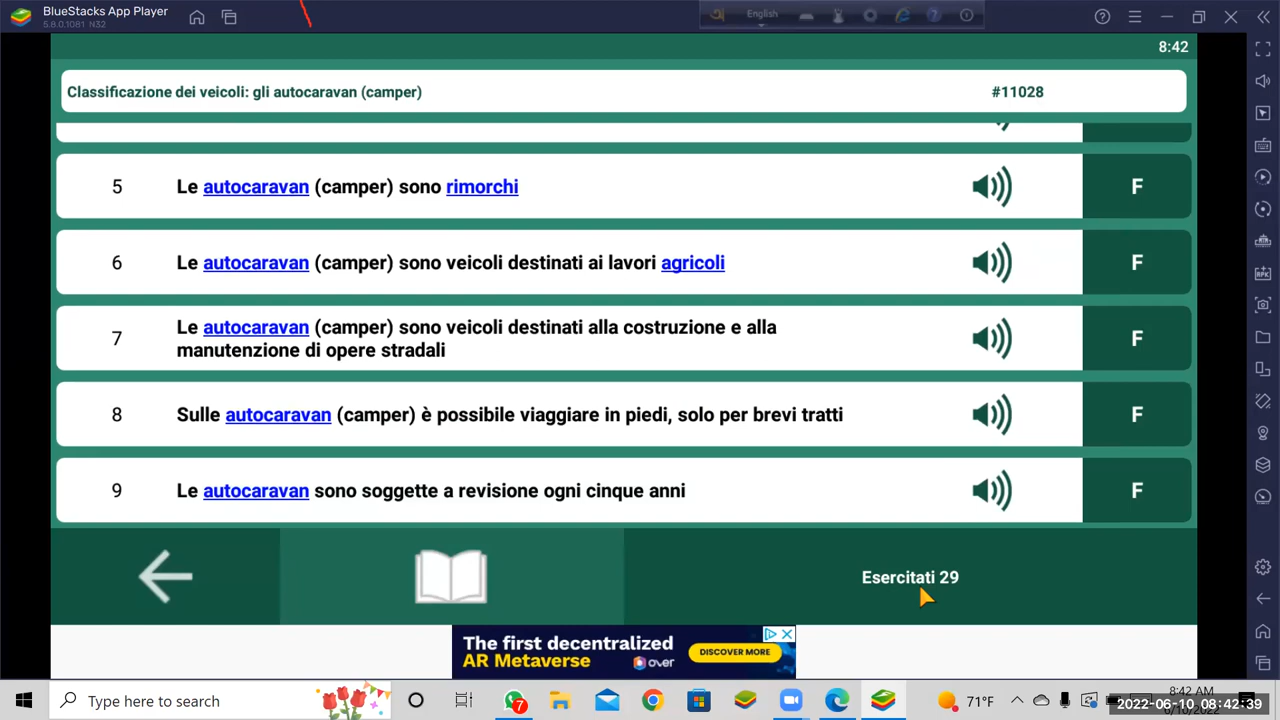 BlueStacks App Player
5.8.0.1081 N32
English
8:42
Classificazione dei veicoli: gli autocaravan (camper) #11028
5 Le autocaravan (camper) sono rimorchi F
6 Le autocaravan (camper) sono veicoli destinati ai lavori agricoli F
7 Le autocaravan (camper) sono veicoli destinati alla costruzione e alla
manutenzione di opere stradali F
8 Sulle autocaravan (camper) è possibile viaggiare in piedi, solo per brevi tratti F
9 Le autocaravan sono soggette a revisione ogni cinque anni F
Esercitati 29
The first decentralized
AR Metaverse
over
DISCOVER MORE
Type here to search
7
71°F
8:42 AM
2022-06-10 08:42:39